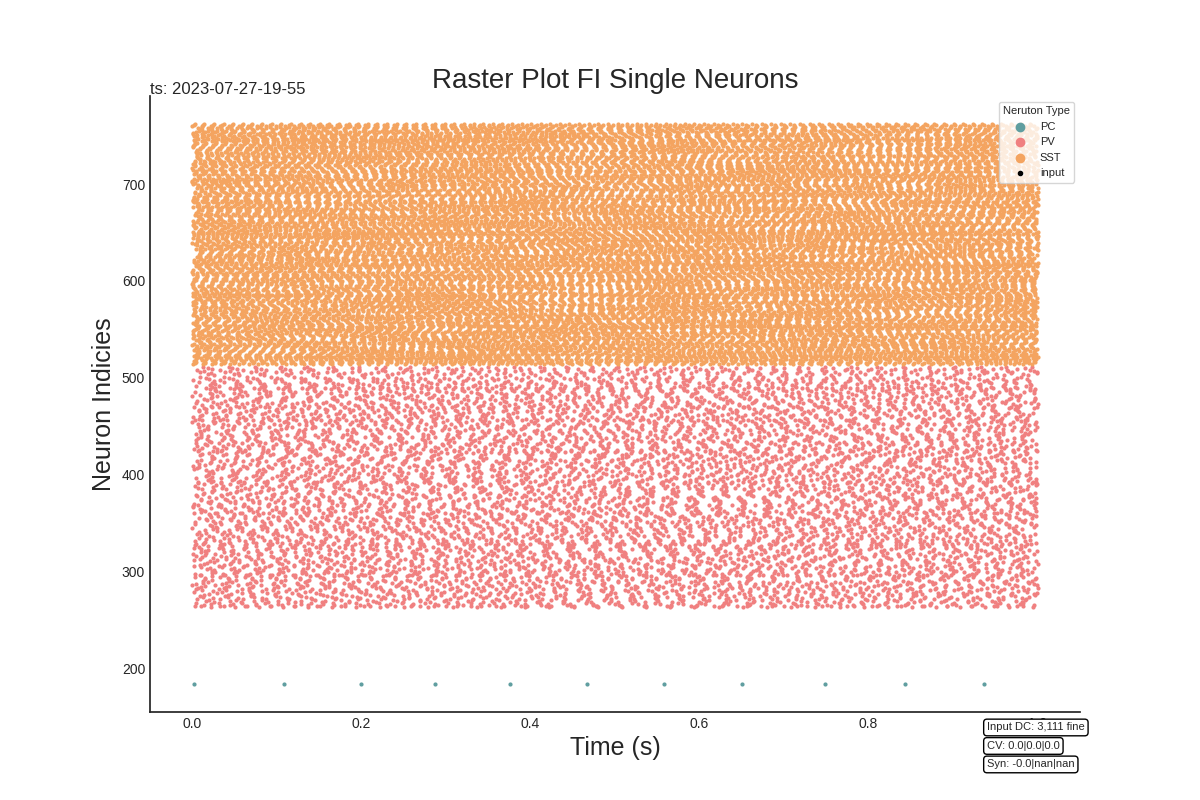 Raster Plot FI Single Neurons
ts: 2023-07-27-19-55
Neruton Type
PC
PV
SST
input
700
600
500
400
300
200
Neuron Indicies
0.0 0.2 0.4 0.6 0.8
Time (s)
Input DC: 3,111 fine
CV: 0.0|0.0|0.0
Syn: -0.0|nan|nan